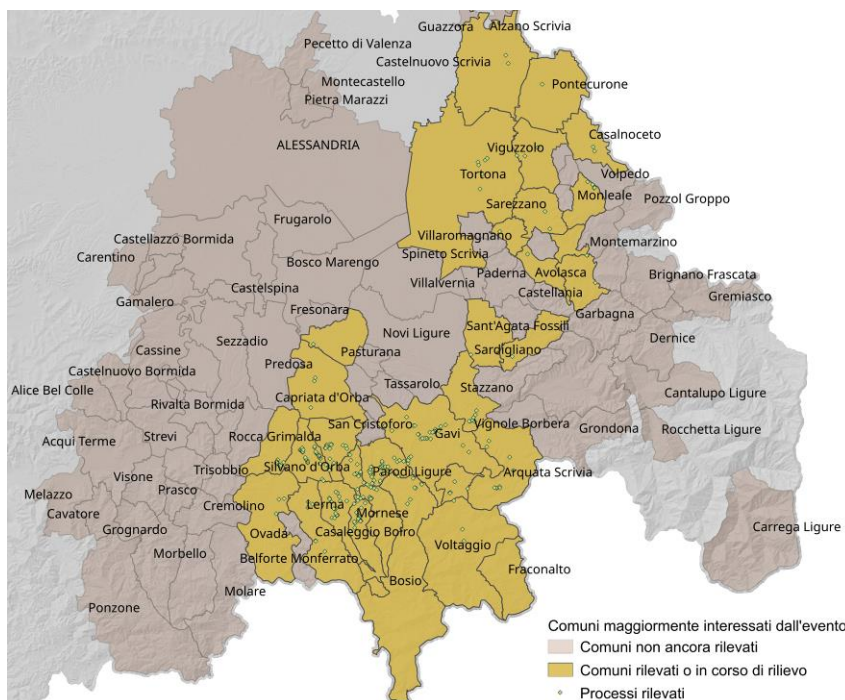 Guazzora
Alzano Scrivia
Pecetto di Valenza
Castelnuovo Scrivia
Montecastello
Pontecurone
Pietra Marazzi
Casalnoceto
ALESSANDRIA
Viguzzolo
Tortona
Volpedo
Monleale
Pozzol Groppo
Sarezzano
Frugarolo
Castellazzo Bormida
Villaromagnano
Montemarzino
Carentino
Bosco Marengo
Spineto Scrivia
Paderna
Avolasca
Brignano Frascata
Castelspina
Villalvernia
Castellania
Gremiasco
Gamalero
Fresonara
Garbagna
Sant'Agata Fossili
Novi Ligure
Dernice
Sezzadio
Cassine
Pasturana
Sardigliano
Predosa
Castelnuovo Bormida
Tassarolo
Stazzano
Alice Bel Colle
Capriata d'Orba
Cantalupo Ligure
Rivalta Bormida
San Cristoforo
Vignole Borbera
Grondona
Acqui Terme
Strevi
Rocca Grimalda
Gavi
Rocchetta Ligure
Silvano d'Orba
Parodi Ligure
Arquata Scrivia
Visone
Trisobbio
Melazzo
Prasco
Cremolino
Lerma
Mornese
Cavatore
Grognardo
Ovada
Casaleggio Boiro
Carrega Ligure
Morbello
Voltaggio
Belforte Monferrato
Fraconalto
Bosio
Molare
Ponzone
Comuni maggiormente interessati dall'evento
Comuni non ancora rilevati
Comuni rilevati o in corso di rilievo
Processi rilevati